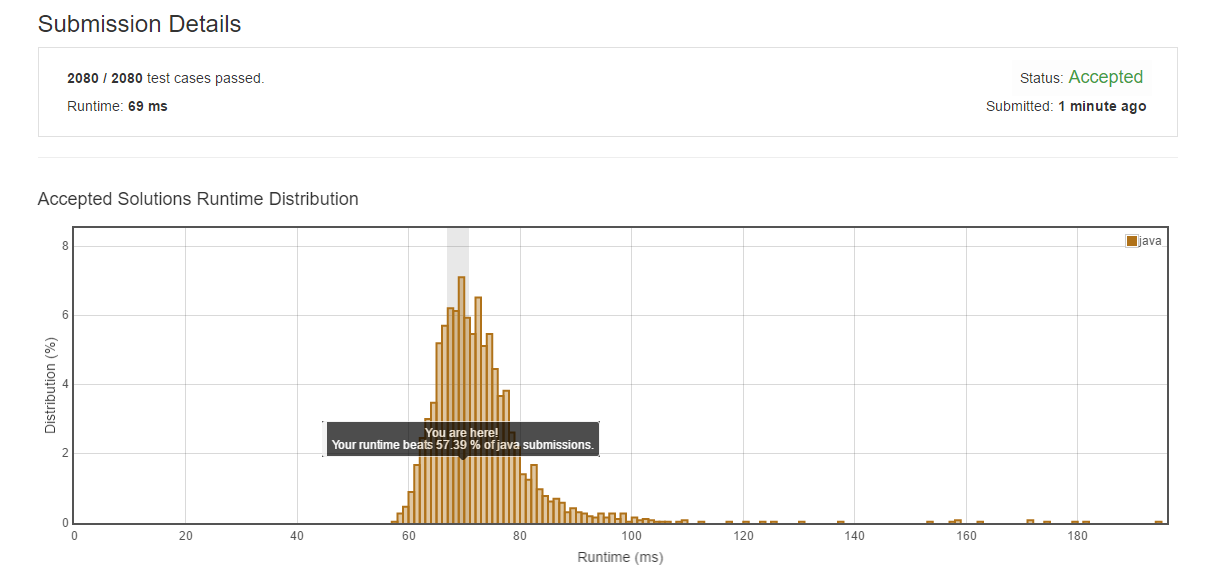 Submission Details
2080 / 2080 test cases passed.
Status: Accepted
Runtime: 69 ms
Submitted: 1 minute ago
Accepted Solutions Runtime Distribution
java
8
6
4
2
0
Distribution (%)
You are here!
Your runtime beats 57.39 % of java submissions.
0 20 40 60 80 100 120 140 160 180
Runtime (ms)